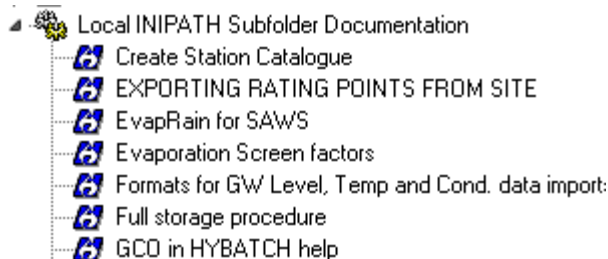 Local INIPATH Subfolder Documentation
Create Station Catalogue
EXPORTING RATING POINTS FROM SITE
EvapRain for SAWS
Evaporation Screen factors
Formats for GW Level, Temp and Cond. data imports
Full storage procedure
GCO in HYBATCH help